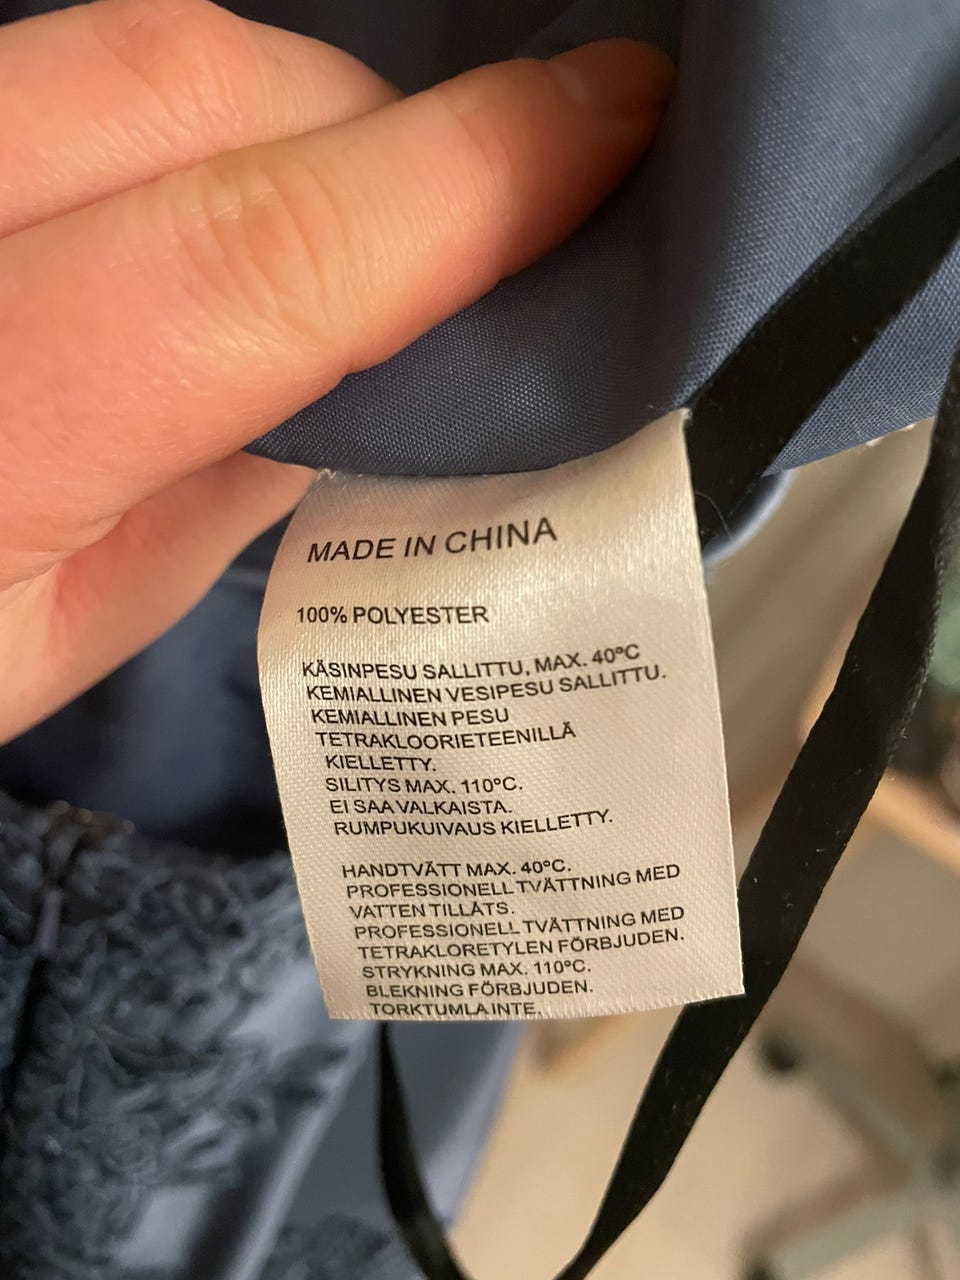 MADE IN CHINA
100% POLYESTER
KÄSINPESU SALLITTU, MAX. 40°C
KEMIALLINEN VESIPESU SALLITTU.
KEMIALLINEN PESU
TETRAKLOORIETEENILLÄ
KIELLETTY.
SILITYS MAX. 110°C.
EI SAA VALKAISTA.
RUMPUKUIVAUS KIELLETTY.
HANDTVÄTT MAX. 40°C.
PROFESSIONELL TVÄTTNING MED
VATTEN TILLÅTS.
PROFESSIONELL TVÄTTNING MED
TETRAKLORETYLEN FÖRBJUDEN.
STRYKNING MAX. 110°C.
BLEKNING FÖRBJUDEN.
TORKTUMLA INTE.